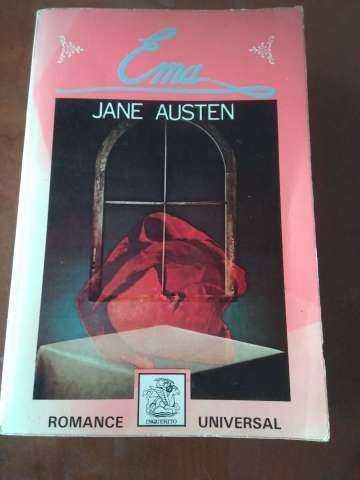 Ema
JANE AUSTEN
INQUÉRITO
ROMANCE UNIVERSAL